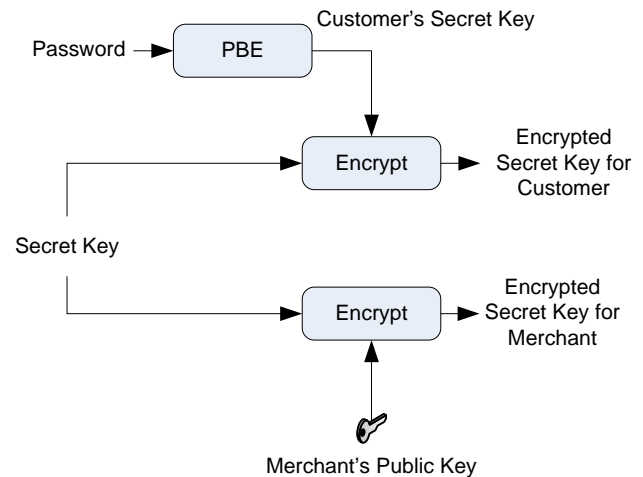 Customer's Secret Key
Password
PBE
Encrypt
Encrypted
Secret Key for
Customer
Secret Key
Encrypt
Encrypted
Secret Key for
Merchant
Merchant's Public Key